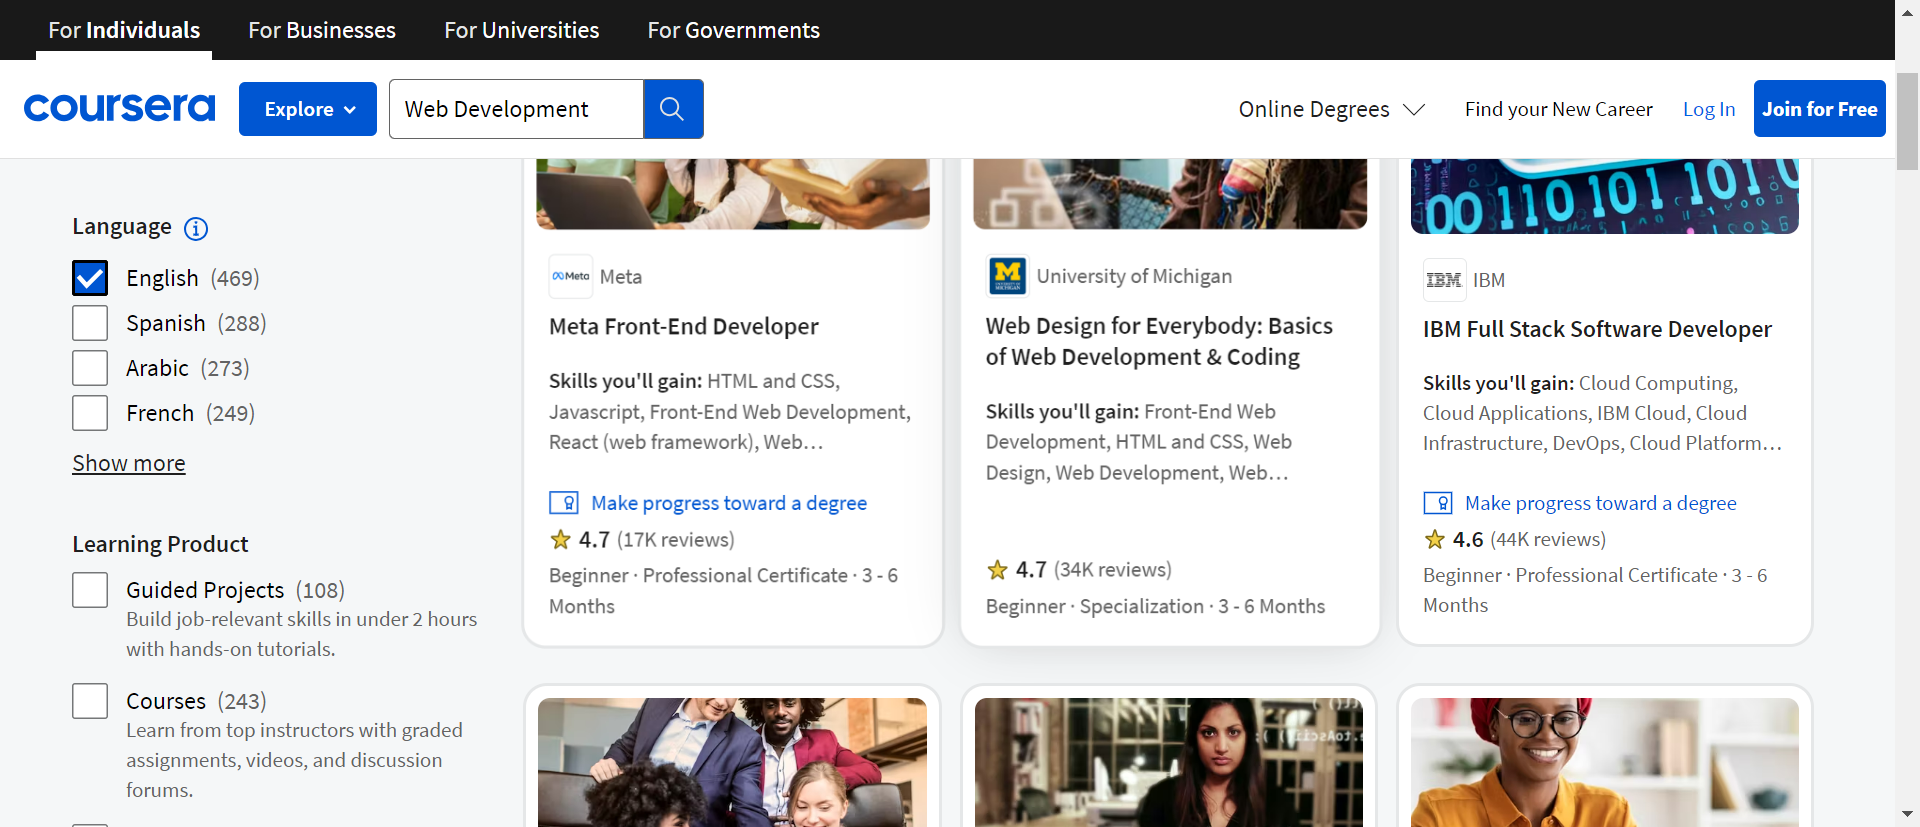 For Individuals
For Businesses
For Universities
For Governments
coursera
Explore
Web Development
Online Degrees
Find your New Career
Log In
Join for Free
Language
English (469)
Spanish (288)
Arabic (273)
French (249)
Show more
Learning Product
Guided Projects (108)
Build job-relevant skills in under 2 hours
with hands-on tutorials.
Courses (243)
Learn from top instructors with graded
assignments, videos, and discussion
forums.
Meta
Meta
Meta Front-End Developer
Skills you'll gain: HTML and CSS,
Javascript, Front-End Web Development,
React (web framework), Web…
Make progress toward a degree
4.7 (17K reviews)
Beginner · Professional Certificate · 3 - 6
Months
M
UNIVERSITY OF
MICHIGAN
University of Michigan
Web Design for Everybody: Basics
of Web Development & Coding
Skills you'll gain: Front-End Web
Development, HTML and CSS, Web
Design, Web Development, Web…
4.7 (34K reviews)
Beginner · Specialization · 3 - 6 Months
00 110 101 101 0
IBM
IBM
IBM Full Stack Software Developer
Skills you'll gain: Cloud Computing,
Cloud Applications, IBM Cloud, Cloud
Infrastructure, DevOps, Cloud Platform…
Make progress toward a degree
4.6 (44K reviews)
Beginner · Professional Certificate · 3 - 6
Months